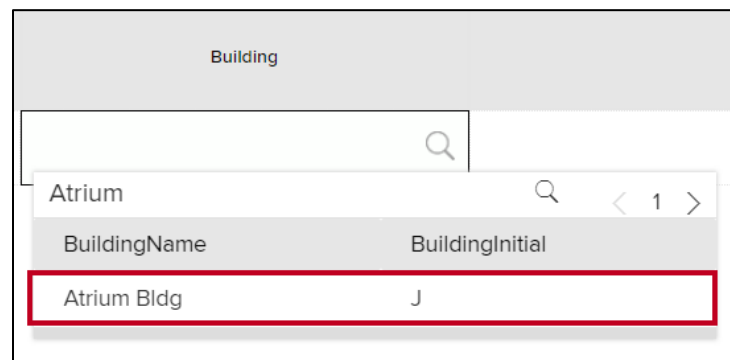 Building
Atrium 1
BuildingName BuildingInitial
Atrium Bldg J